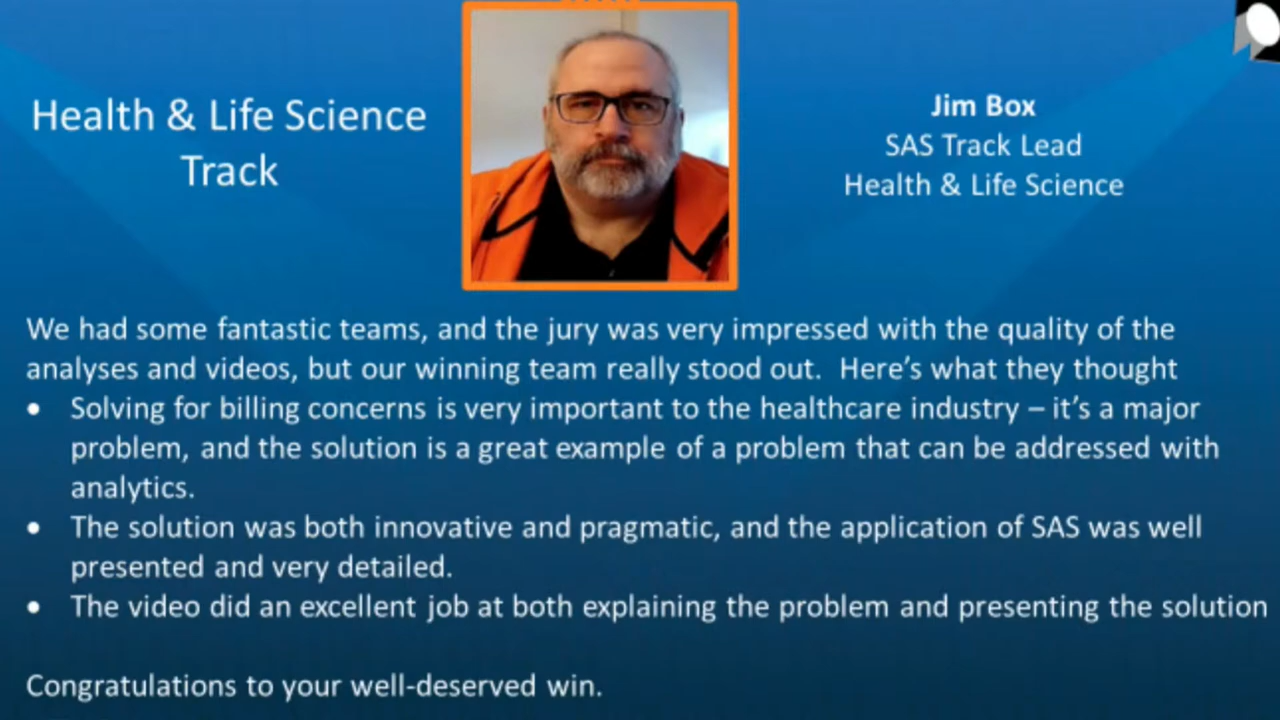 Health & Life Science
Track
Jim Box
SAS Track Lead
Health & Life Science
We had some fantastic teams, and the jury was very impressed with the quality of the
analyses and videos, but our winning team really stood out.  Here’s what they thought
• Solving for billing concerns is very important to the healthcare industry – it’s a major
problem, and the solution is a great example of a problem that can be addressed with
analytics.
• The solution was both innovative and pragmatic, and the application of SAS was well
presented and very detailed.
• The video did an excellent job at both explaining the problem and presenting the solution
Congratulations to your well-deserved win.